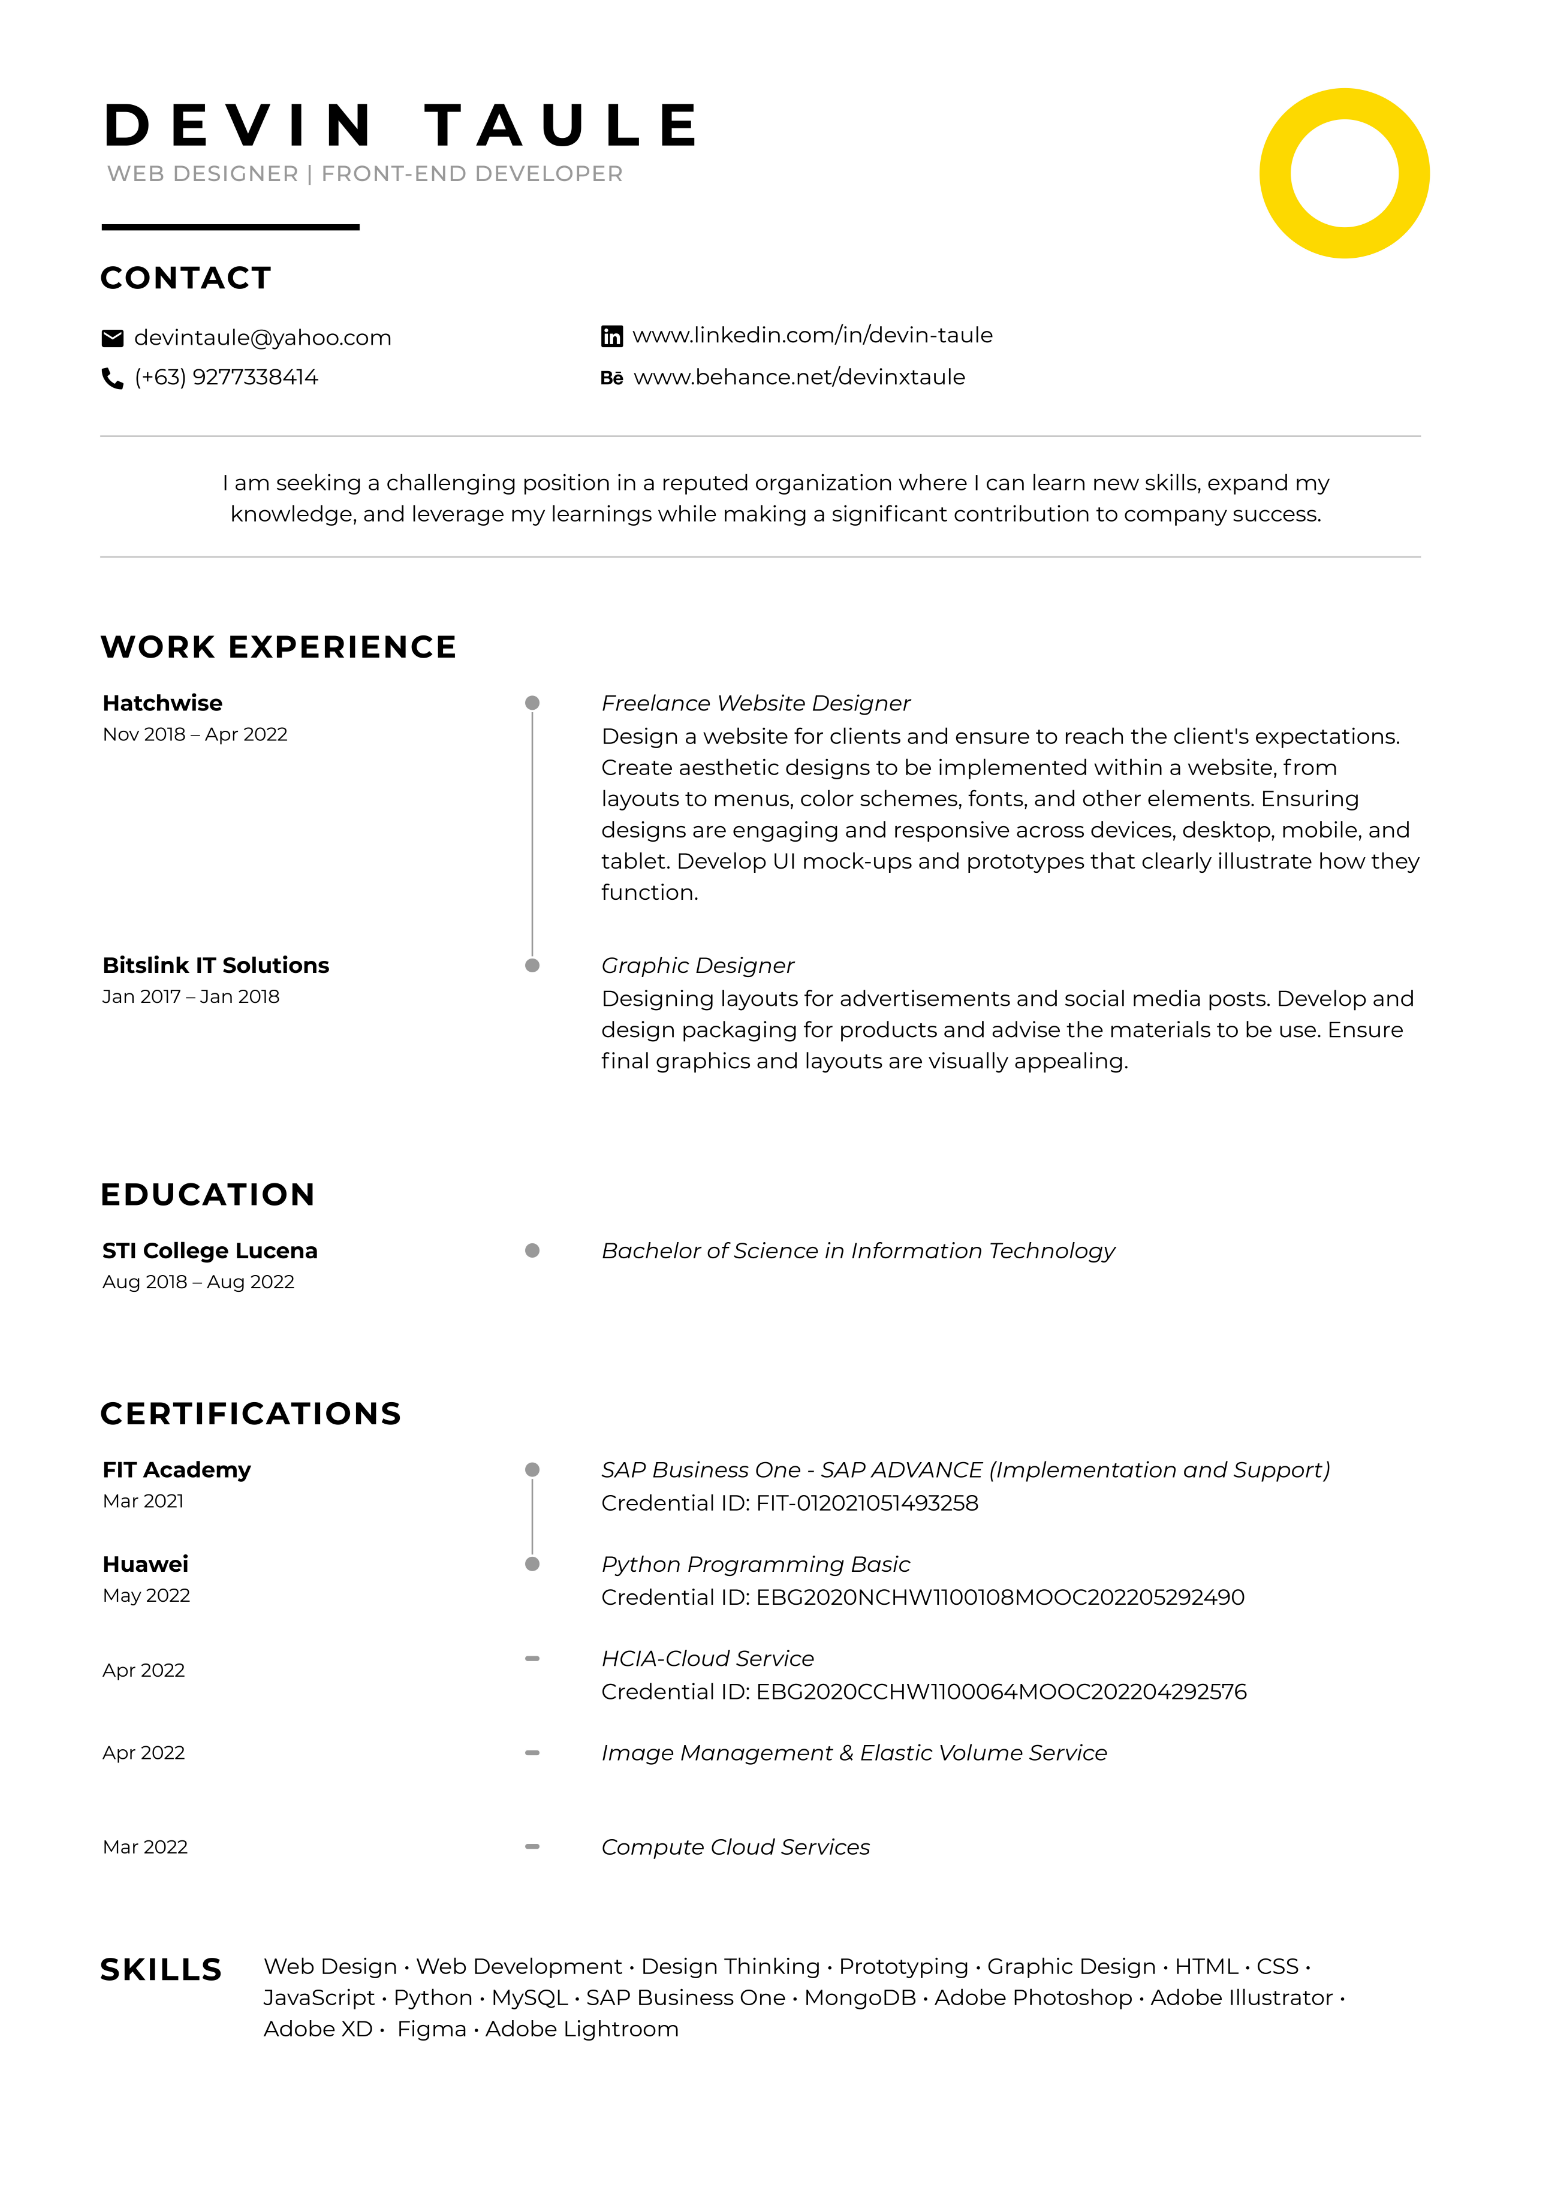 DEVIN TAULE
WEB DESIGNER | FRONT-END DEVELOPER
CONTACT
devintaule@yahoo.com
www.linkedin.com/in/devin-taule
(+63) 9277338414
Bē www.behance.net/devinxtaule
I am seeking a challenging position in a reputed organization where I can learn new skills, expand my
knowledge, and leverage my learnings while making a significant contribution to company success.
WORK EXPERIENCE
Hatchwise
Nov 2018 – Apr 2022
Freelance Website Designer
Design a website for clients and ensure to reach the client's expectations.
Create aesthetic designs to be implemented within a website, from
layouts to menus, color schemes, fonts, and other elements. Ensuring
designs are engaging and responsive across devices, desktop, mobile, and
tablet. Develop UI mock-ups and prototypes that clearly illustrate how they
function.
Bitslink IT Solutions
Jan 2017 – Jan 2018
Graphic Designer
Designing layouts for advertisements and social media posts. Develop and
design packaging for products and advise the materials to be use. Ensure
final graphics and layouts are visually appealing.
EDUCATION
STI College Lucena
Aug 2018 – Aug 2022
Bachelor of Science in Information Technology
CERTIFICATIONS
FIT Academy
Mar 2021
SAP Business One - SAP ADVANCE (Implementation and Support)
Credential ID: FIT-012021051493258
Huawei
May 2022
Python Programming Basic
Credential ID: EBG2020NCHW1100108MOOC202205292490
Apr 2022
HCIA-Cloud Service
Credential ID: EBG2020CCHW1100064MOOC202204292576
Apr 2022
Image Management & Elastic Volume Service
Mar 2022
Compute Cloud Services
SKILLS
Web Design • Web Development • Design Thinking • Prototyping • Graphic Design • HTML • CSS •
JavaScript • Python • MySQL • SAP Business One • MongoDB • Adobe Photoshop • Adobe Illustrator •
Adobe XD • Figma • Adobe Lightroom